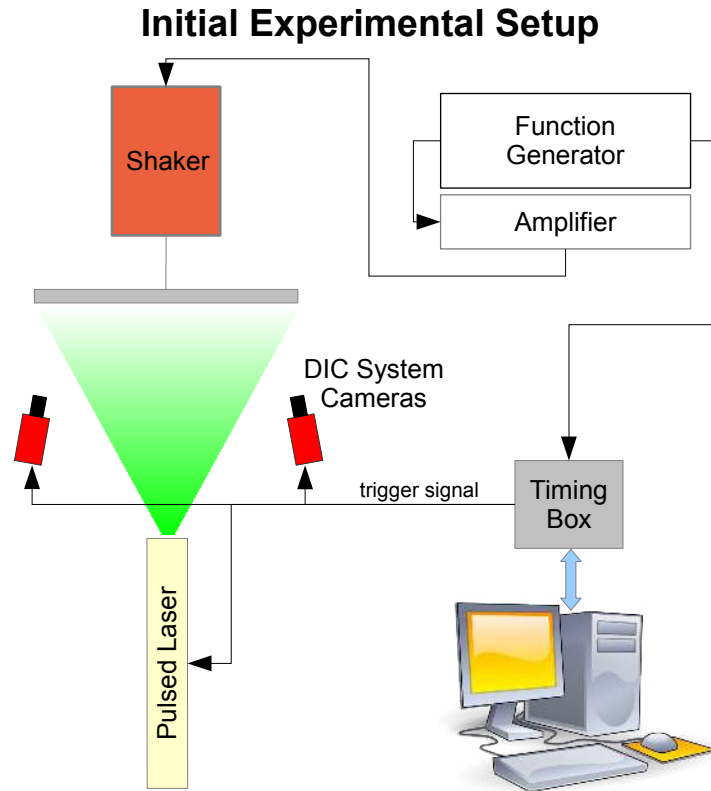 Initial Experimental Setup
Shaker
Function
Generator
Amplifier
DIC System
Cameras
trigger signal
Timing
Box
Pulsed Laser